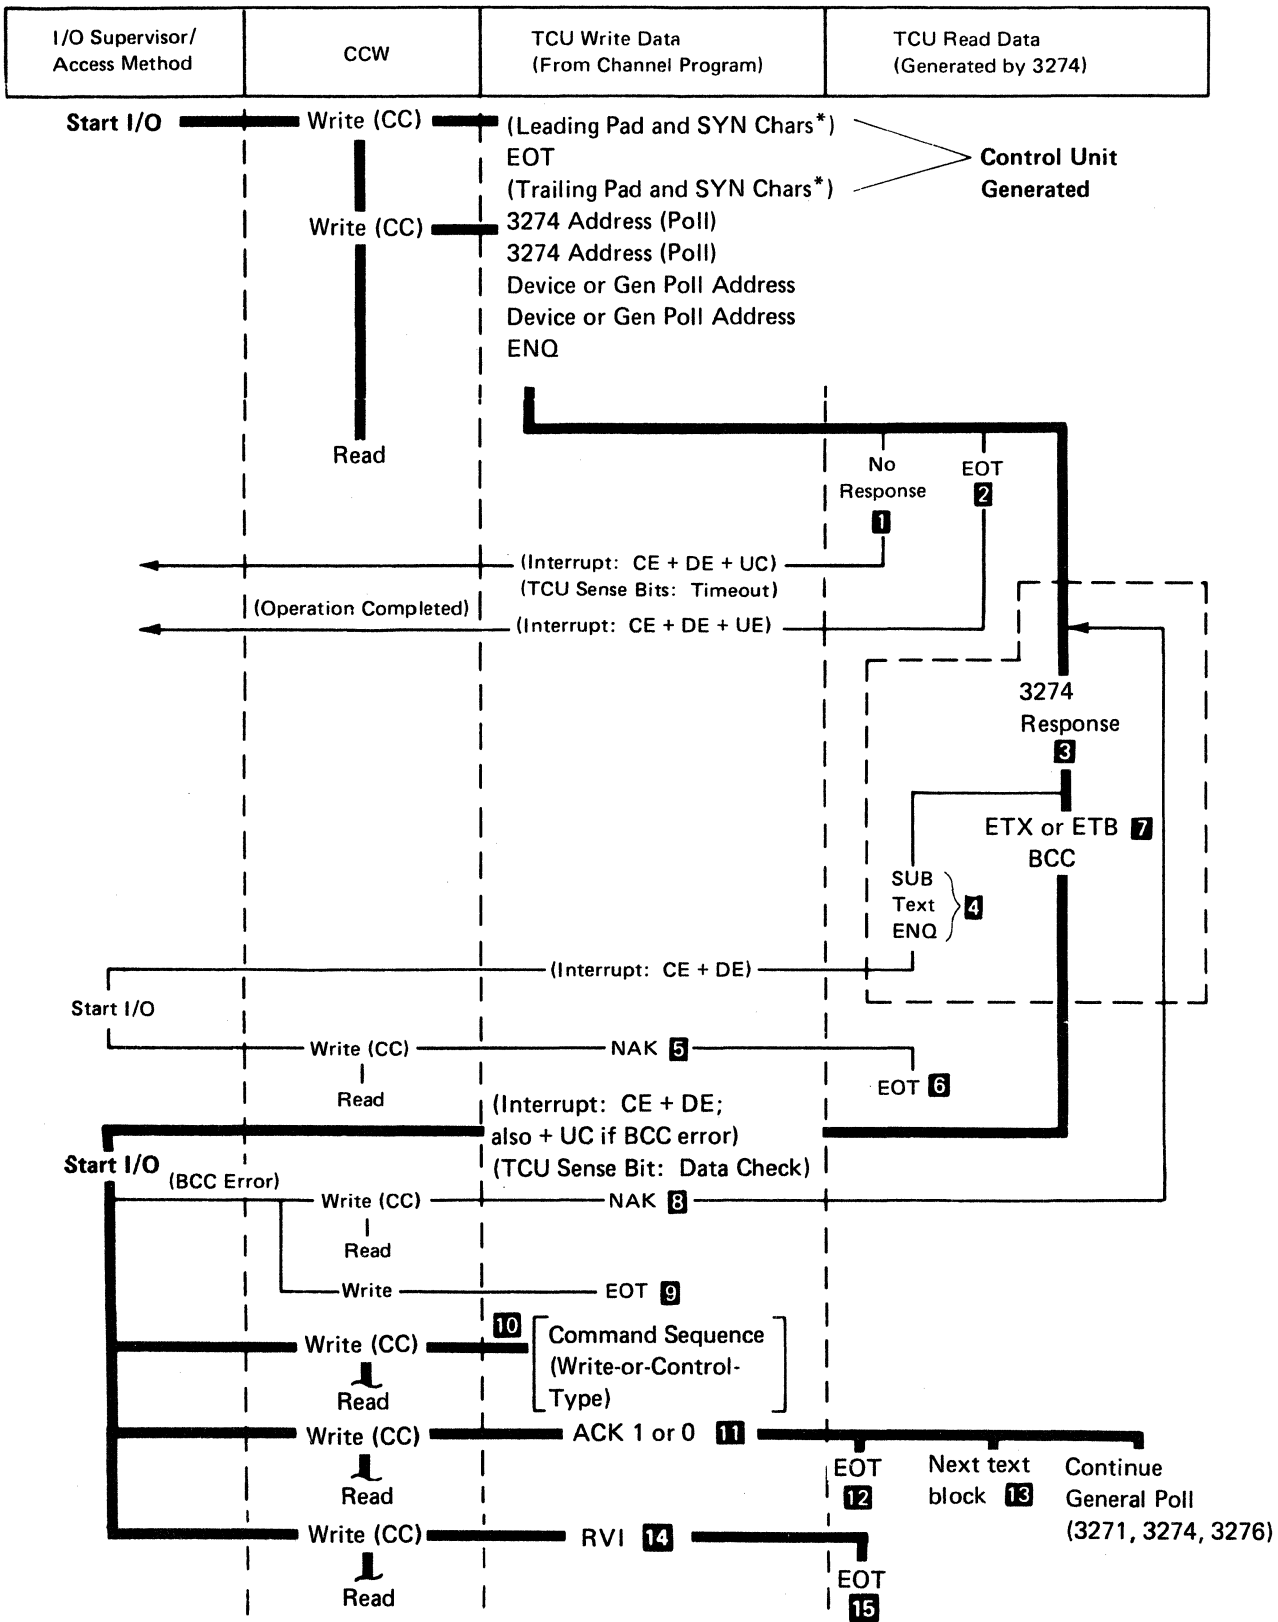 I/O Supervisor/
Access Method
CCW
TCU Write Data
(From Channel Program)
TCU Read Data
(Generated by 3274)
Start I/O
Write (CC)
(Leading Pad and SYN Chars*)
EOT
(Trailing Pad and SYN Chars*)
Control Unit
Generated
Write (CC)
3274 Address (Poll)
3274 Address (Poll)
Device or Gen Poll Address
Device or Gen Poll Address
ENQ
Read
No
Response
1
EOT
2
(Interrupt: CE + DE + UC)
(TCU Sense Bits: Timeout)
(Operation Completed)
(Interrupt: CE + DE + UE)
3274
Response
3
ETX or ETB 7
BCC
SUB
Text
ENQ
4
(Interrupt: CE + DE)
Start I/O
Write (CC)
NAK 5
Read
EOT 6
(Interrupt: CE + DE;
also + UC if BCC error)
(TCU Sense Bit: Data Check)
Start I/O
(BCC Error)
Write (CC)
NAK 8
Read
Write
EOT 9
Write (CC)
10
Command Sequence
(Write-or-Control-
Type)
Read
Write (CC)
ACK 1 or 0 11
Read
EOT
12
Next text
block 13
Continue
General Poll
(3271, 3274, 3276)
Write (CC)
RVI 14
Read
EOT
15